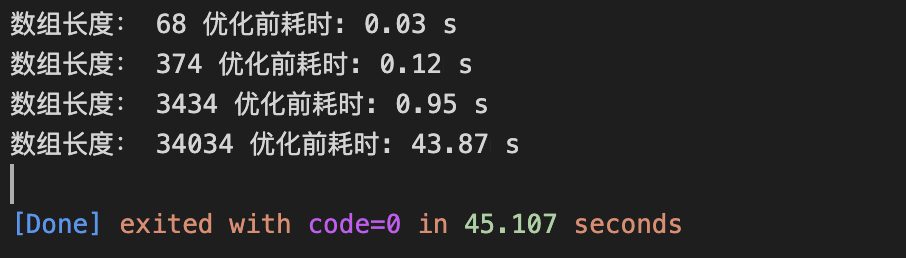 数组长度： 68 优化前耗时: 0.03 s
数组长度： 374 优化前耗时: 0.12 s
数组长度： 3434 优化前耗时: 0.95 s
数组长度： 34034 优化前耗时: 43.87 s
[Done] exited with code=0 in 45.107 seconds